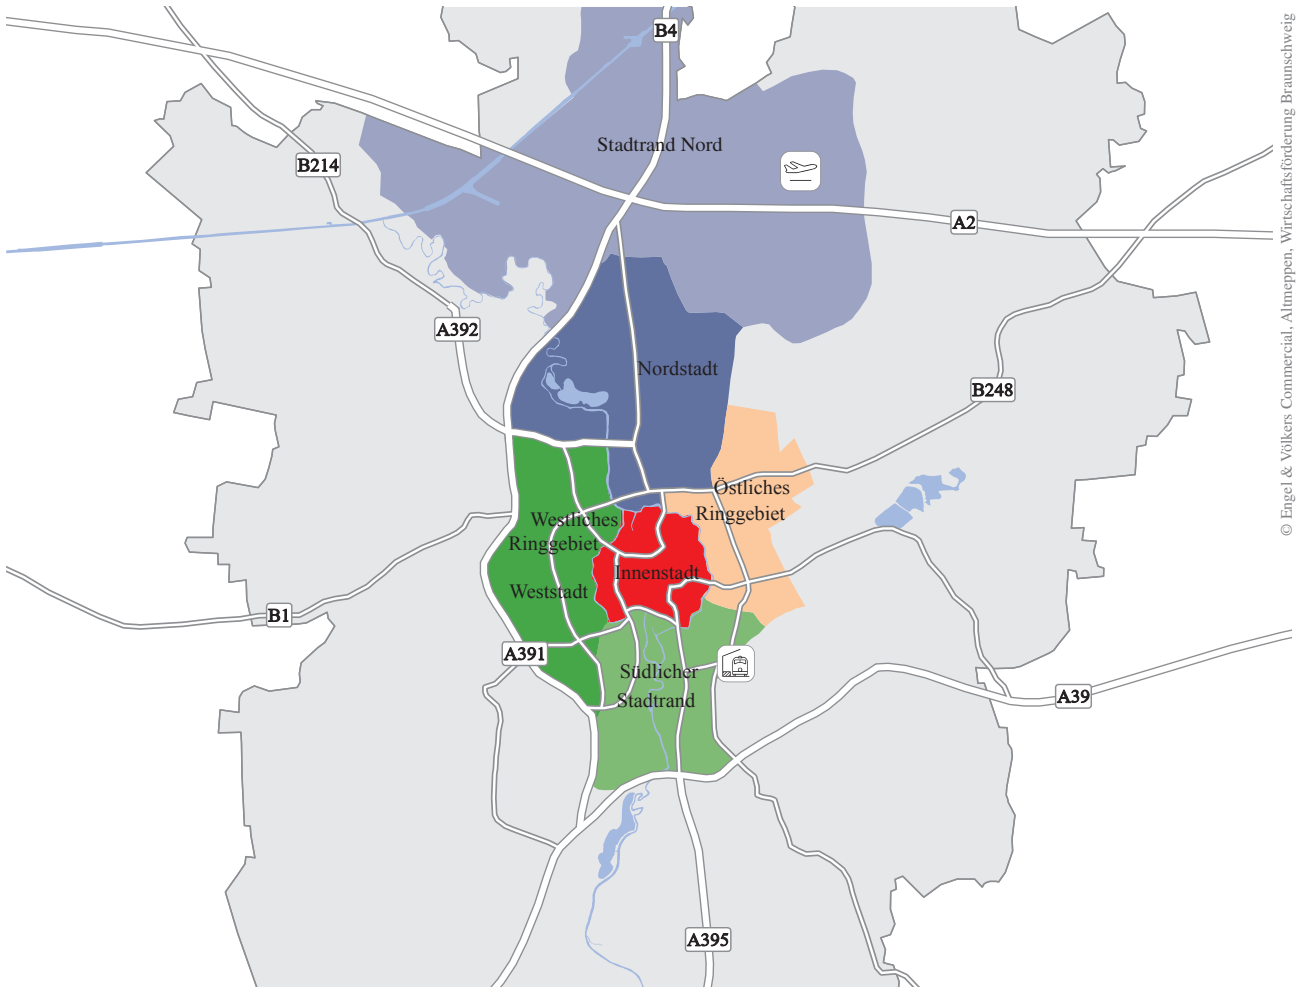 B4
Stadtrand Nord
B214
A2
A392
Nordstadt
B248
Östliches
Ringgebiet
Westliches
Ringgebiet
Innenstadt
Weststadt
B1
A391
Südlicher
Stadtrand
A39
A395
© Engel & Völkers Commercial, Altmeppen, Wirtschaftsförderung Braunschweig